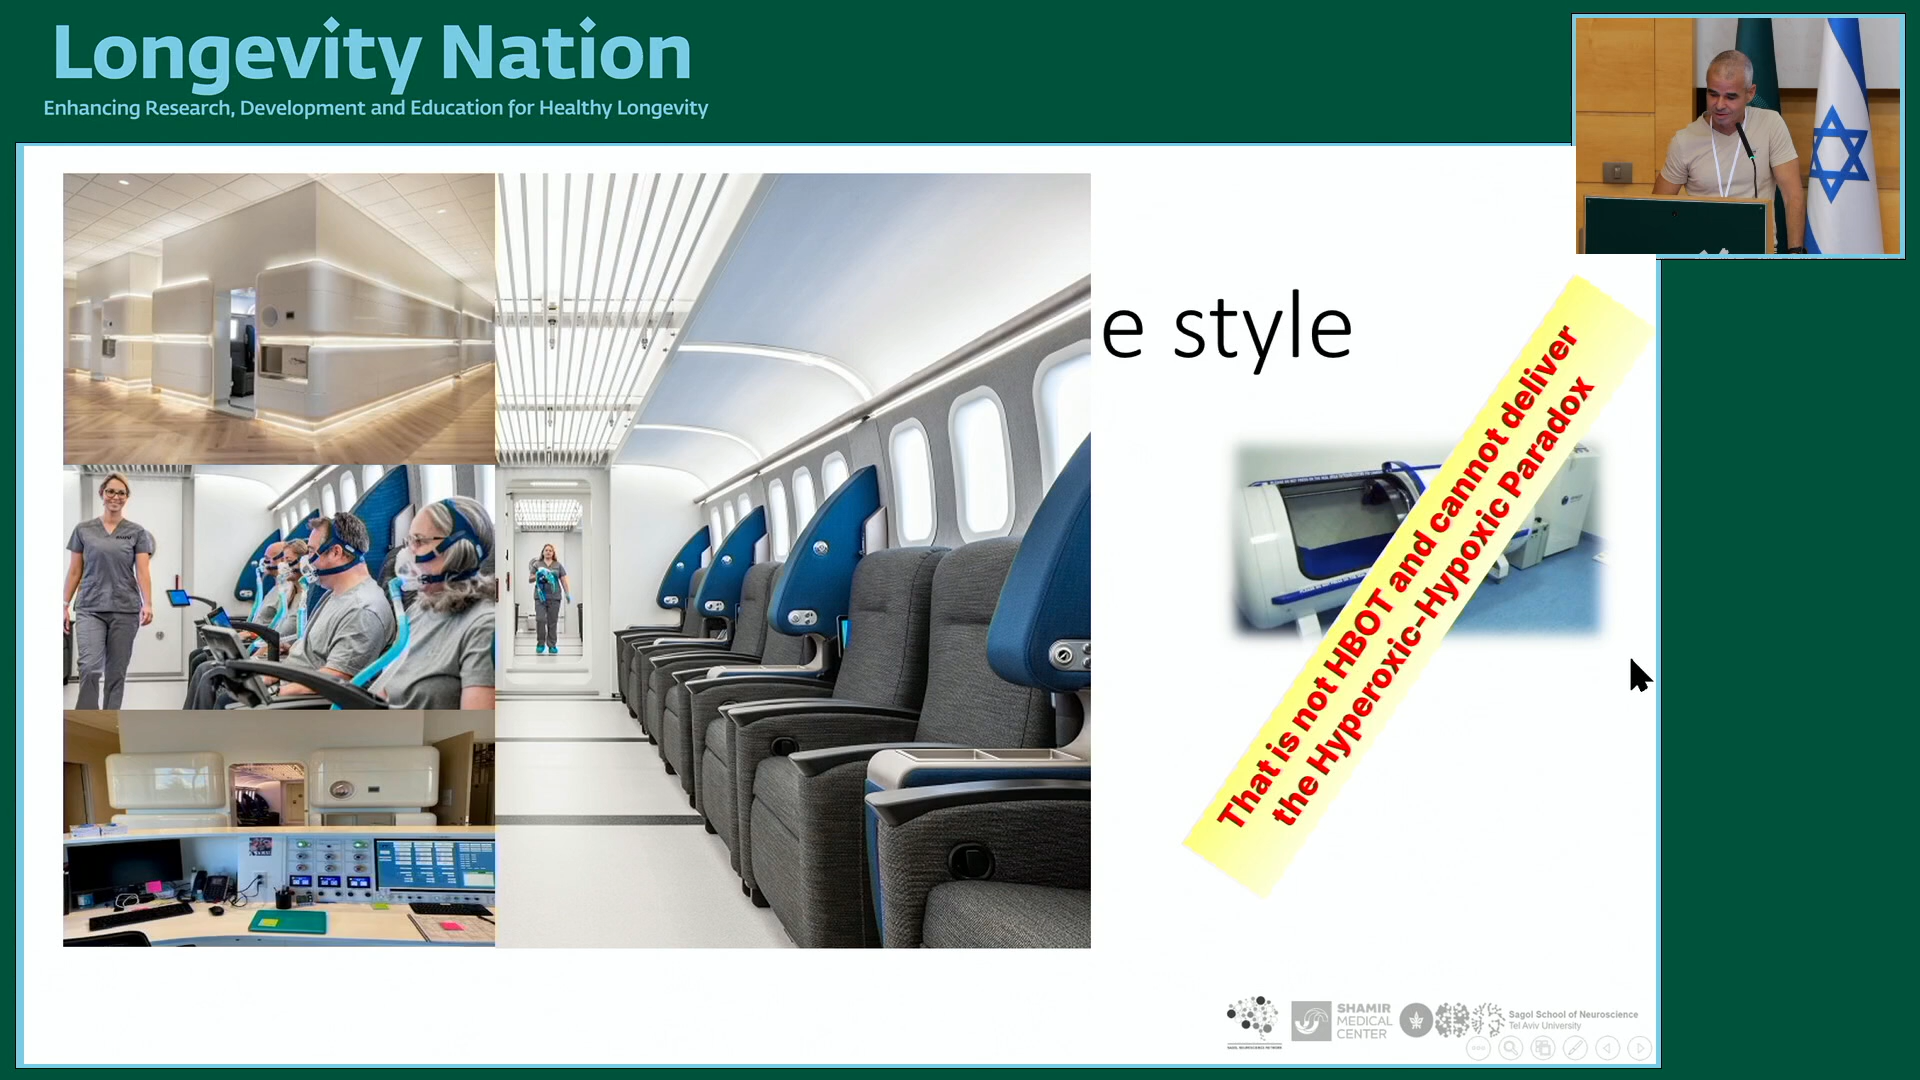 Longevity Nation
Enhancing Research, Development and Education for Healthy Longevity
e style
That is not HBOT and cannot deliver
the Hyperoxic-Hypoxic Paradox
SHAMIR
MEDICAL
CENTER
Sagol School of Neuroscience
Tel Aviv University